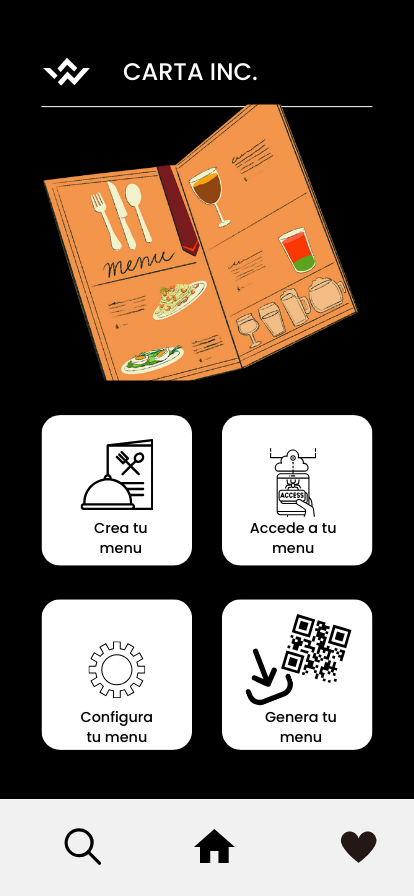 CARTA INC.
menu
Crea tu
menu
Accede a tu
menu
ACCESS
Configura
tu menu
Genera tu
menu